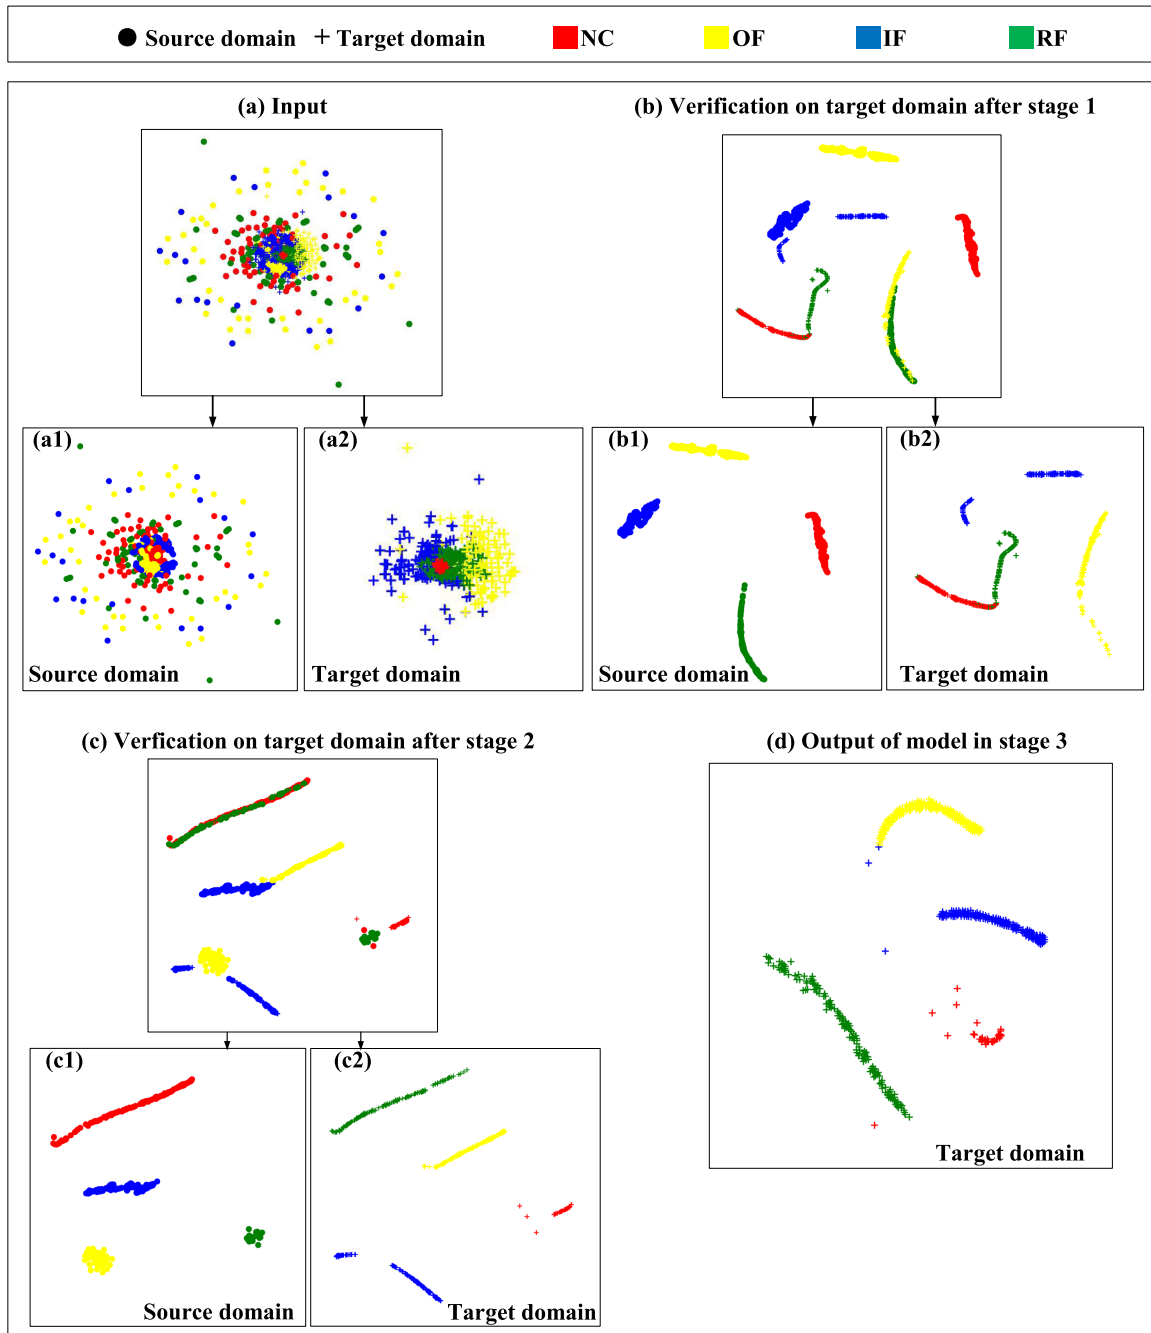 Source domain
Target domain
NC
OF
IF
RF
(a) Input
(b) Verification on target domain after stage 1
(a1)
Source domain
(a2)
Target domain
(b1)
Source domain
(b2)
Target domain
(c) Verfication on target domain after stage 2
(d) Output of model in stage 3
(c1)
Source domain
(c2)
Target domain
Target domain